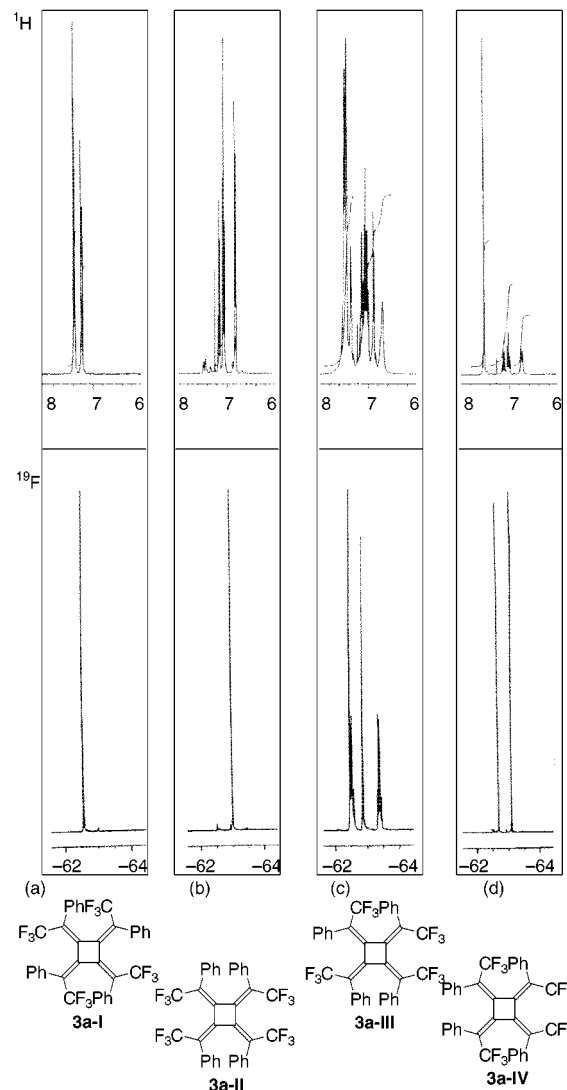 ¹H
8 7 6
8 7 6
8 7 6
8 7 6
¹⁹F
−62 −64
−62 −64
−62 −64
−62 −64
(a)
(b)
(c)
(d)
PhF₃C
F₃C Ph
Ph CF₃
CF₃Ph
3a-I
Ph Ph
F₃C CF₃
F₃C CF₃
Ph Ph
3a-II
CF₃Ph
Ph CF₃
F₃C CF₃
Ph Ph
3a-III
CF₃Ph
Ph CF
Ph CF
CF₃Ph
3a-IV